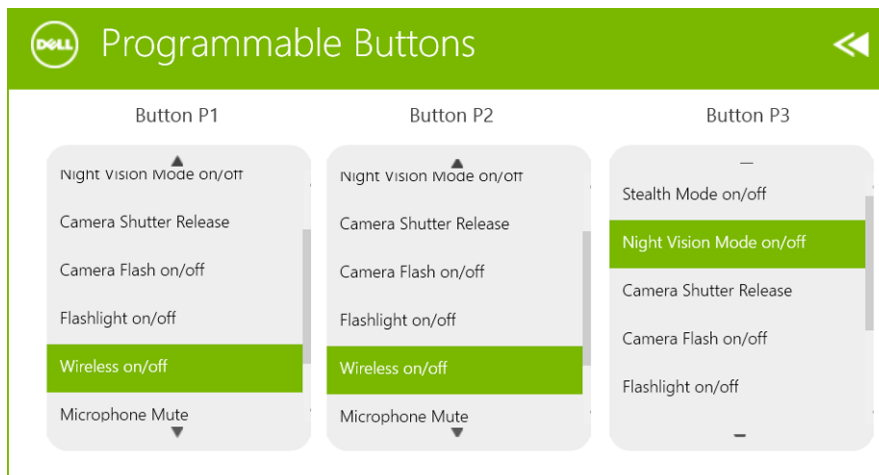 DELL
Programmable Buttons
Button P1
Night Vision Mode on/off
Camera Shutter Release
Camera Flash on/off
Flashlight on/off
Wireless on/off
Microphone Mute
Button P2
Night Vision Mode on/off
Camera Shutter Release
Camera Flash on/off
Flashlight on/off
Wireless on/off
Microphone Mute
Button P3
Stealth Mode on/off
Night Vision Mode on/off
Camera Shutter Release
Camera Flash on/off
Flashlight on/off